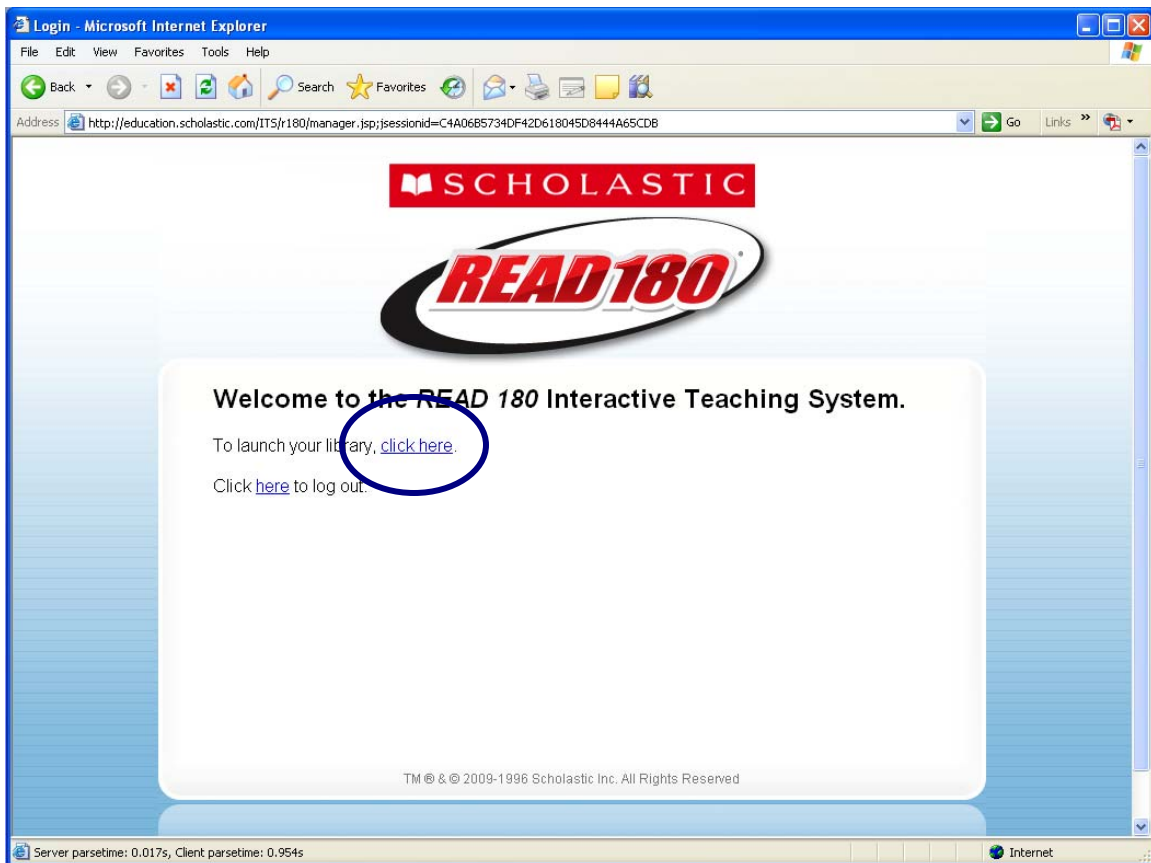 Login - Microsoft Internet Explorer
File Edit View Favorites Tools Help
Back Search Favorites
Address http://education.scholastic.com/ITS/r180/manager.jsp;jsessionid=C4A06B5734DF42D618045D8444A65CDB Go Links »
SCHOLASTIC
READ 180
Welcome to the READ 180 Interactive Teaching System.
To launch your library, click here.
Click here to log out.
TM ® & © 2009-1996 Scholastic Inc. All Rights Reserved
Server parsetime: 0.017s, Client parsetime: 0.954s Internet